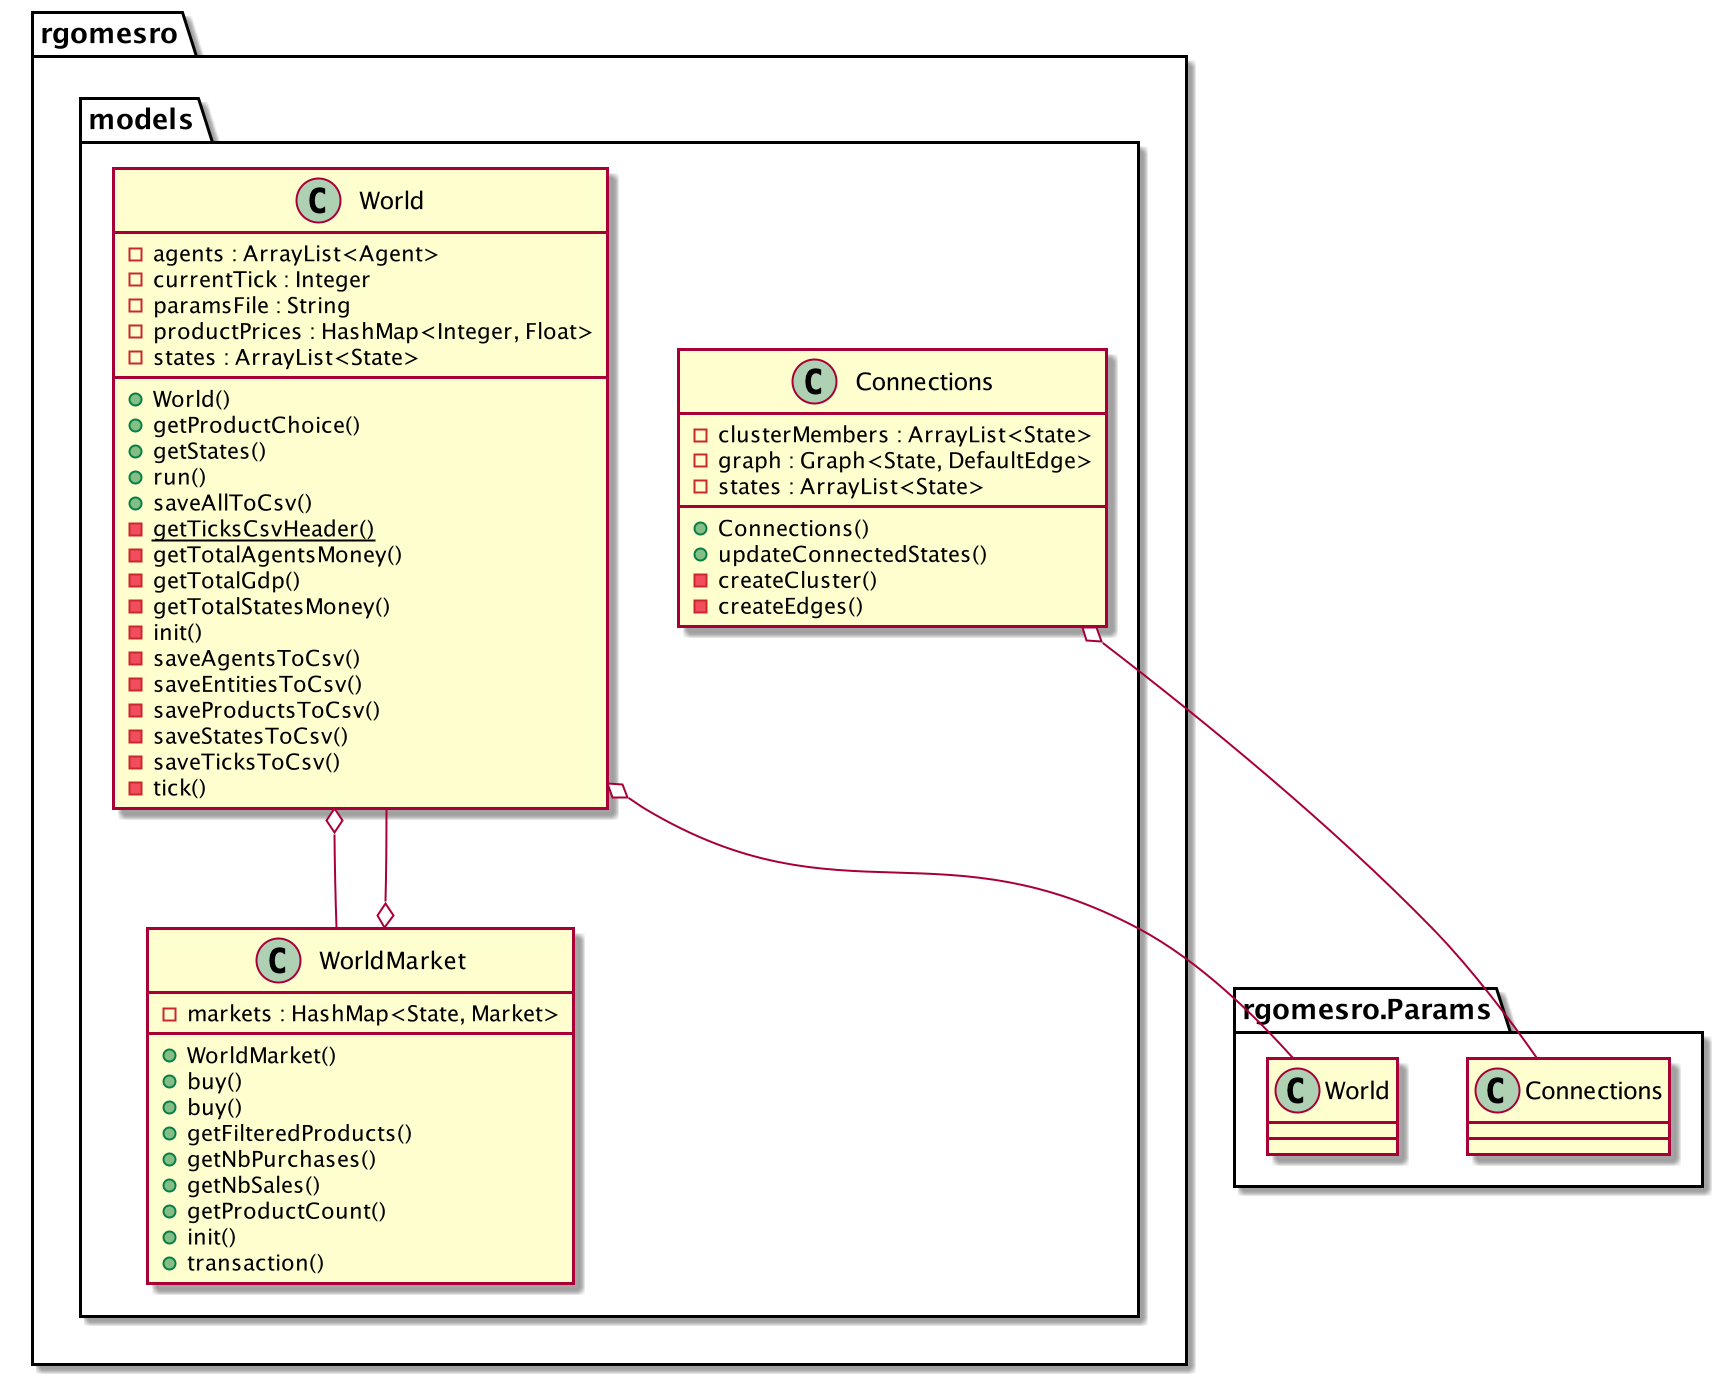 rgomesro
models
C World
agents : ArrayList<Agent>
currentTick : Integer
paramsFile : String
productPrices : HashMap<Integer, Float>
states : ArrayList<State>
World()
getProductChoice()
getStates()
run()
saveAllToCsv()
getTicksCsvHeader()
getTotalAgentsMoney()
getTotalGdp()
getTotalStatesMoney()
init()
saveAgentsToCsv()
saveEntitiesToCsv()
saveProductsToCsv()
saveStatesToCsv()
saveTicksToCsv()
tick()
C Connections
clusterMembers : ArrayList<State>
graph : Graph<State, DefaultEdge>
states : ArrayList<State>
Connections()
updateConnectedStates()
createCluster()
createEdges()
C WorldMarket
markets : HashMap<State, Market>
WorldMarket()
buy()
buy()
getFilteredProducts()
getNbPurchases()
getNbSales()
getProductCount()
init()
transaction()
rgomesro.Params
C World
C Connections